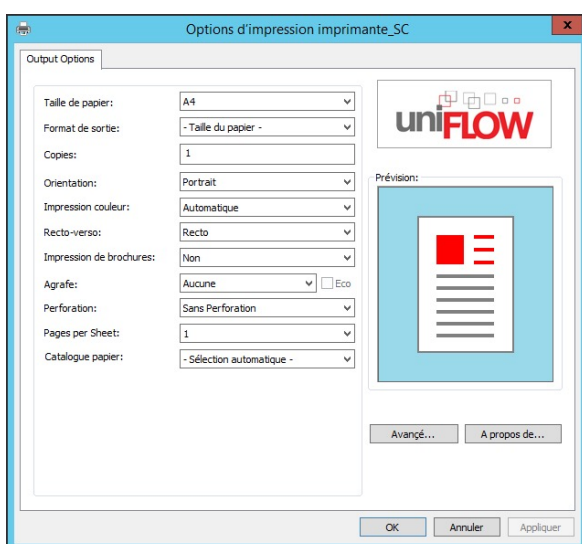 Options d'impression imprimante_SC
x
Output Options
Taille de papier: A4
Format de sortie: - Taille du papier -
Copies: 1
Orientation: Portrait
Impression couleur: Automatique
Recto-verso: Recto
Impression de brochures: Non
Agrafe: Aucune Eco
Perforation: Sans Perforation
Pages per Sheet: 1
Catalogue papier: - Sélection automatique -
uniFLOW
Prévision:
Avançé... A propos de...
OK Annuler Appliquer